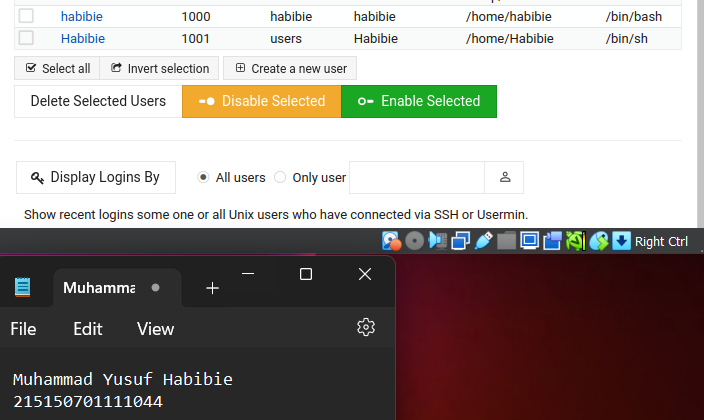 habibie 1000 habibie habibie /home/habibie /bin/bash
Habibie 1001 users Habibie /home/Habibie /bin/sh
Select all Invert selection Create a new user
Delete Selected Users Disable Selected Enable Selected
Display Logins By All users Only user
Show recent logins some one or all Unix users who have connected via SSH or Usermin.
Right Ctrl
Muhamma
File Edit View
Muhammad Yusuf Habibie
215150701111044